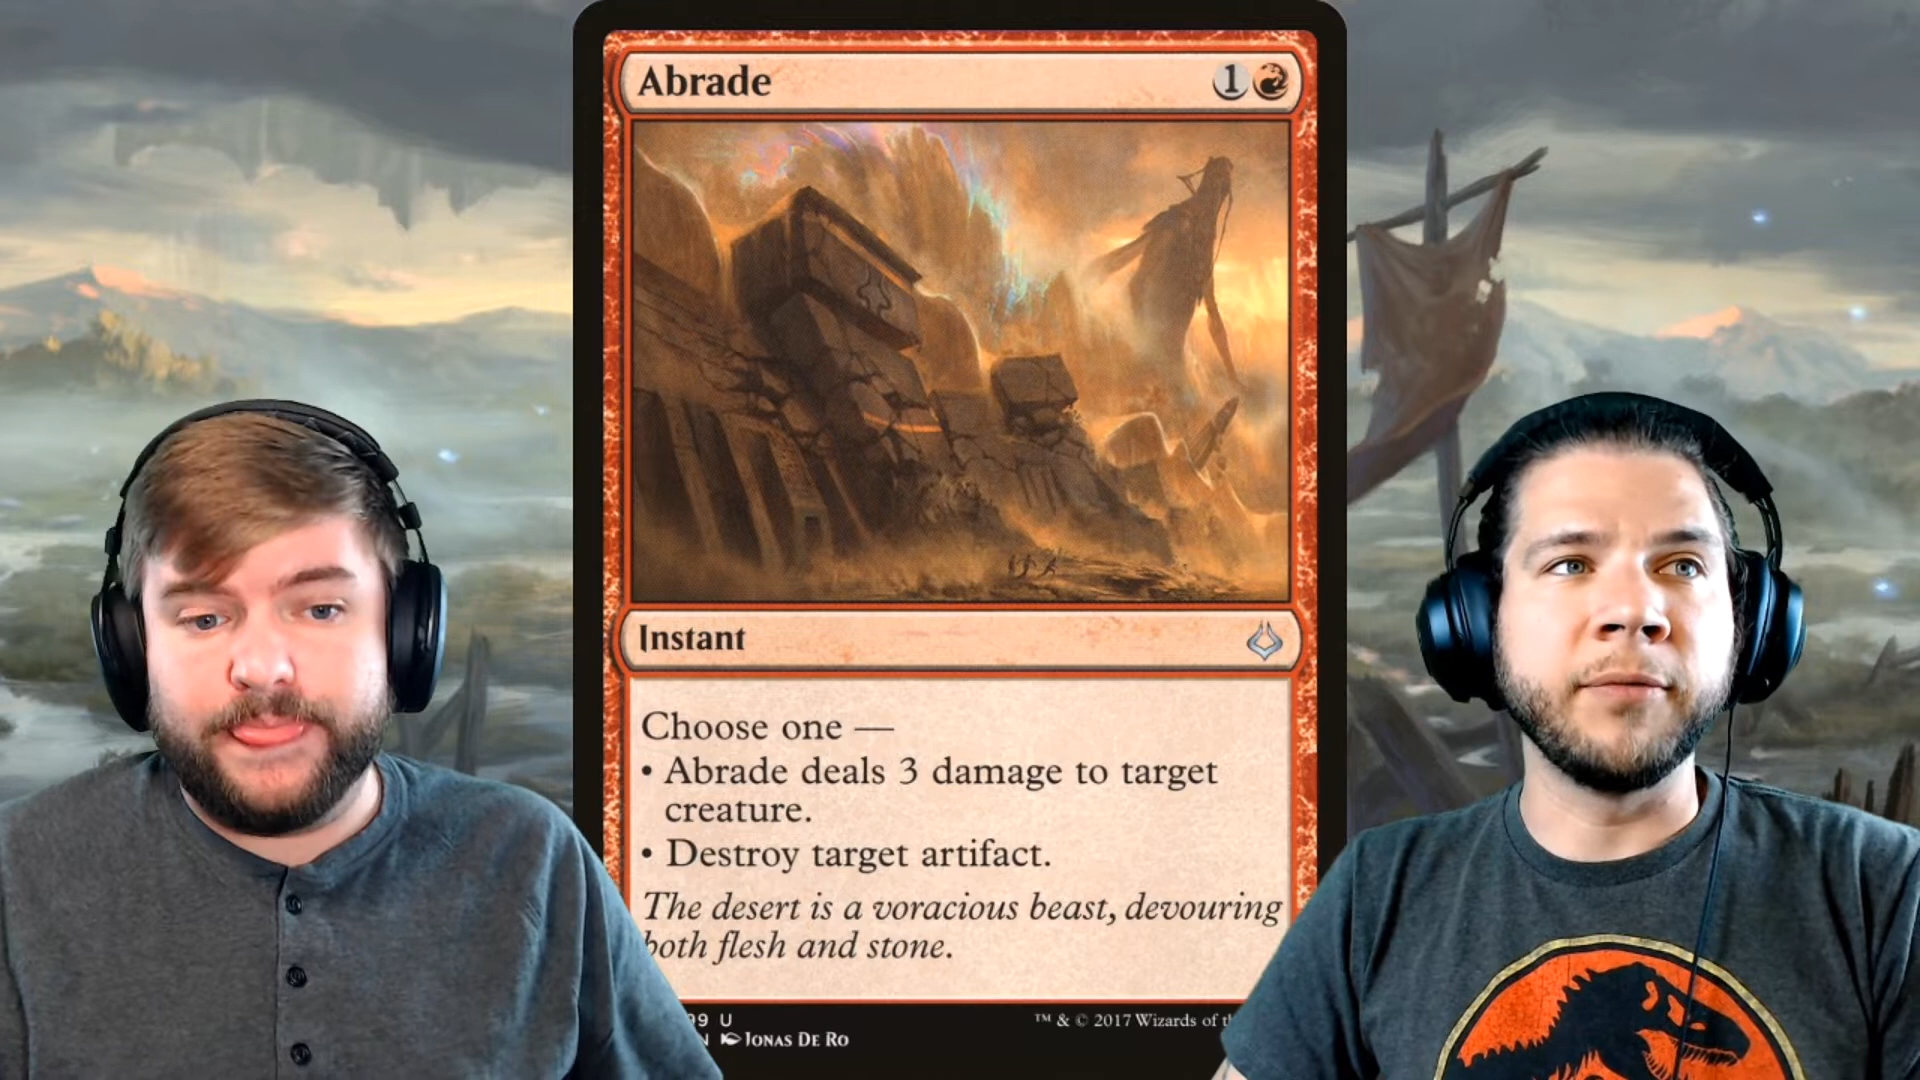 Abrade 1
Instant
Choose one —
• Abrade deals 3 damage to target
creature.
• Destroy target artifact.
The desert is a voracious beast, devouring
both flesh and stone.
99 U ™ & © 2017 Wizards of
N JONAS DE RO